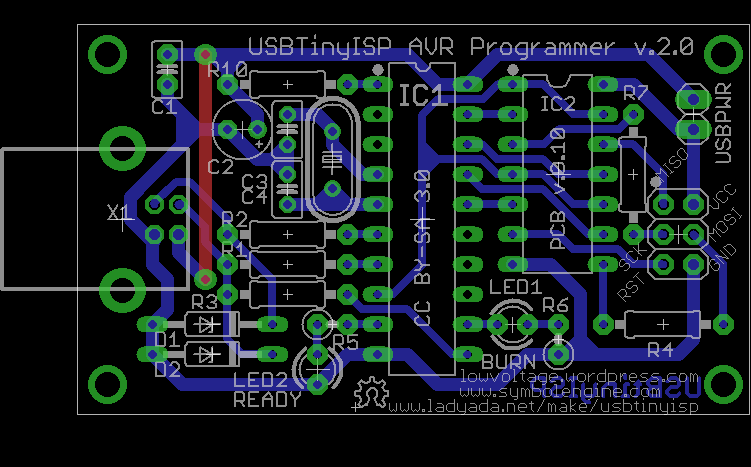 USBTinyISP AVR Programmer v.2.0
R10
C1
IC1
IC2
R7
USBPWR
C2
C3
C4
MISO
VCC
MOSI
GND
SCK
RST
X1
R2
R1
PCB v.0.10
CC BY-SA 3.0
R3
LED1
R6
D1
D2
R5
R4
BURN
LED2
READY
USBtinyISP
lowvoltage.wordpress.com
www.symbolengine.com
www.ladyada.net/make/usbtinyisp